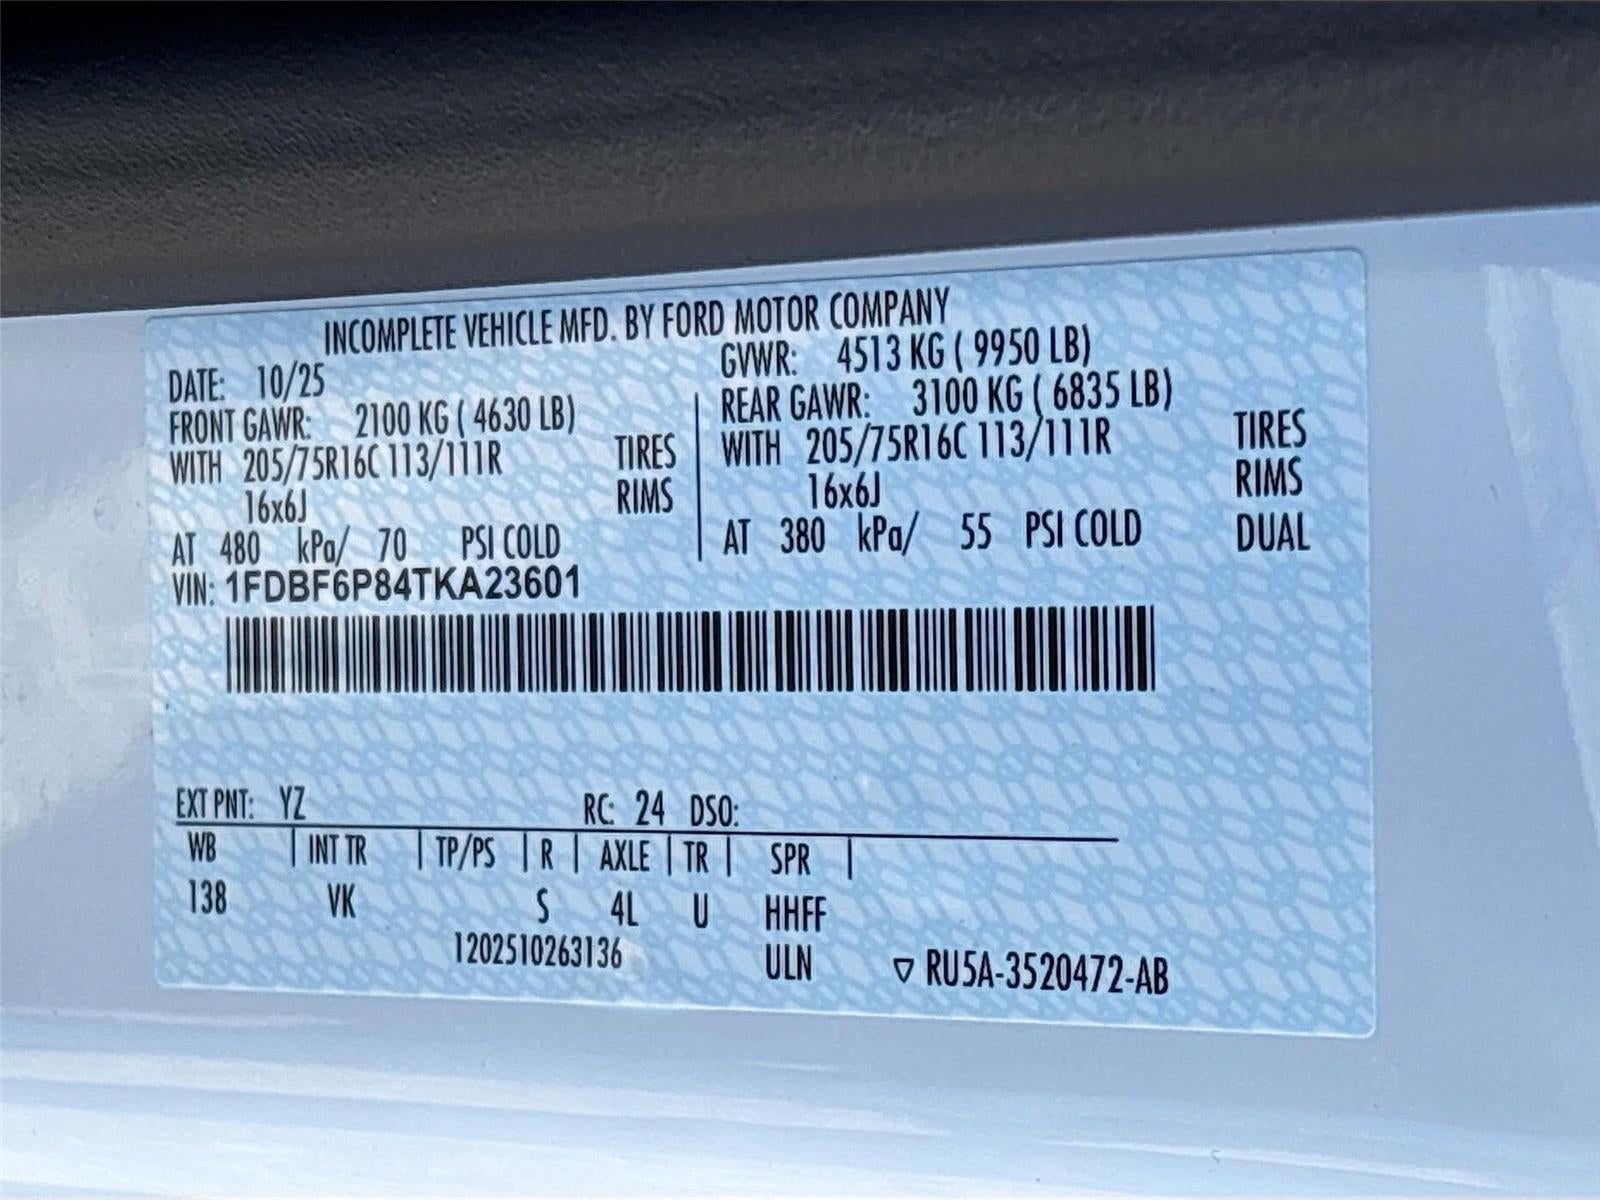 INCOMPLETE VEHICLE MFD. BY FORD MOTOR COMPANY
DATE: 10/25
GVWR: 4513 KG ( 9950 LB)
FRONT GAWR: 2100 KG ( 4630 LB)
WITH 205/75R16C 113/111R TIRES
16x6J RIMS
AT 480 kPa/ 70 PSI COLD
REAR GAWR: 3100 KG ( 6835 LB)
WITH 205/75R16C 113/111R TIRES
16x6J RIMS
AT 380 kPa/ 55 PSI COLD DUAL
VIN: 1FDBF6P84TKA23601
EXT PNT: YZ RC: 24 DSO:
WB | INT TR | TP/PS | R | AXLE | TR | SPR |
138 VK S 4L U HHFF
1202510263136 ULN ▽ RU5A-3520472-AB